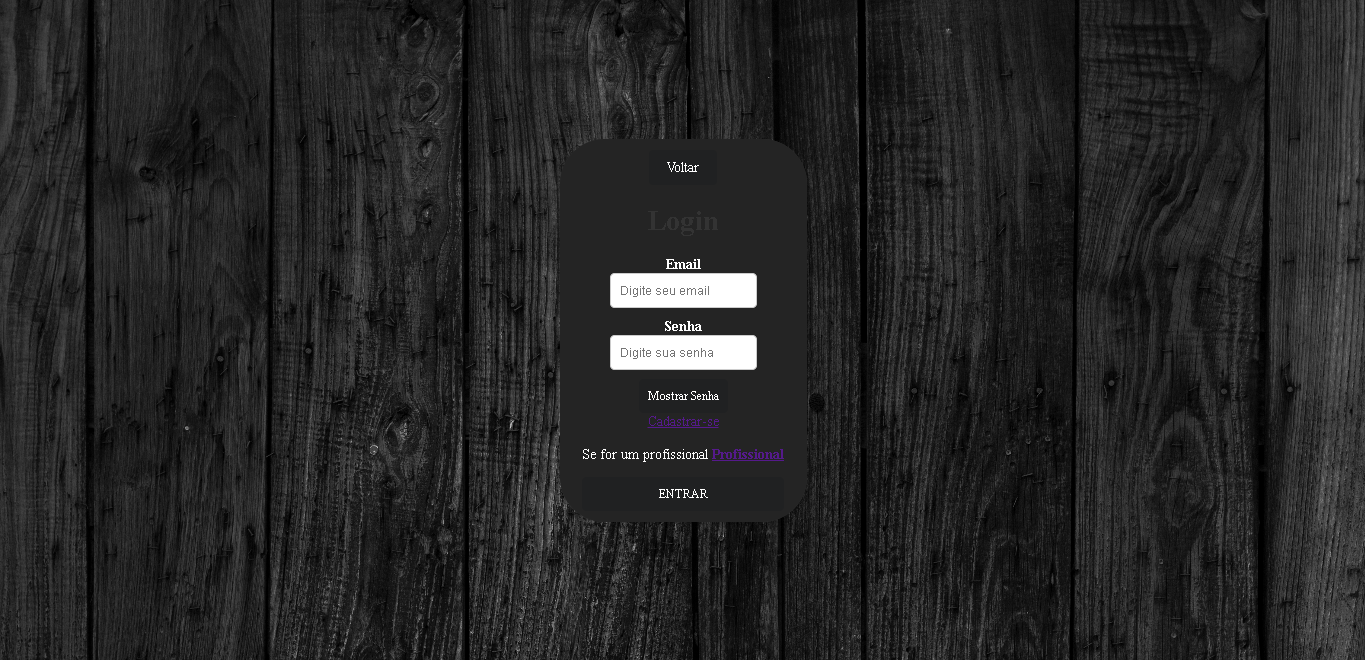 Voltar
Login
Email
Digite seu email
Senha
Digite sua senha
Mostrar Senha
Cadastrar-se
Se for um profissional Profissional
ENTRAR